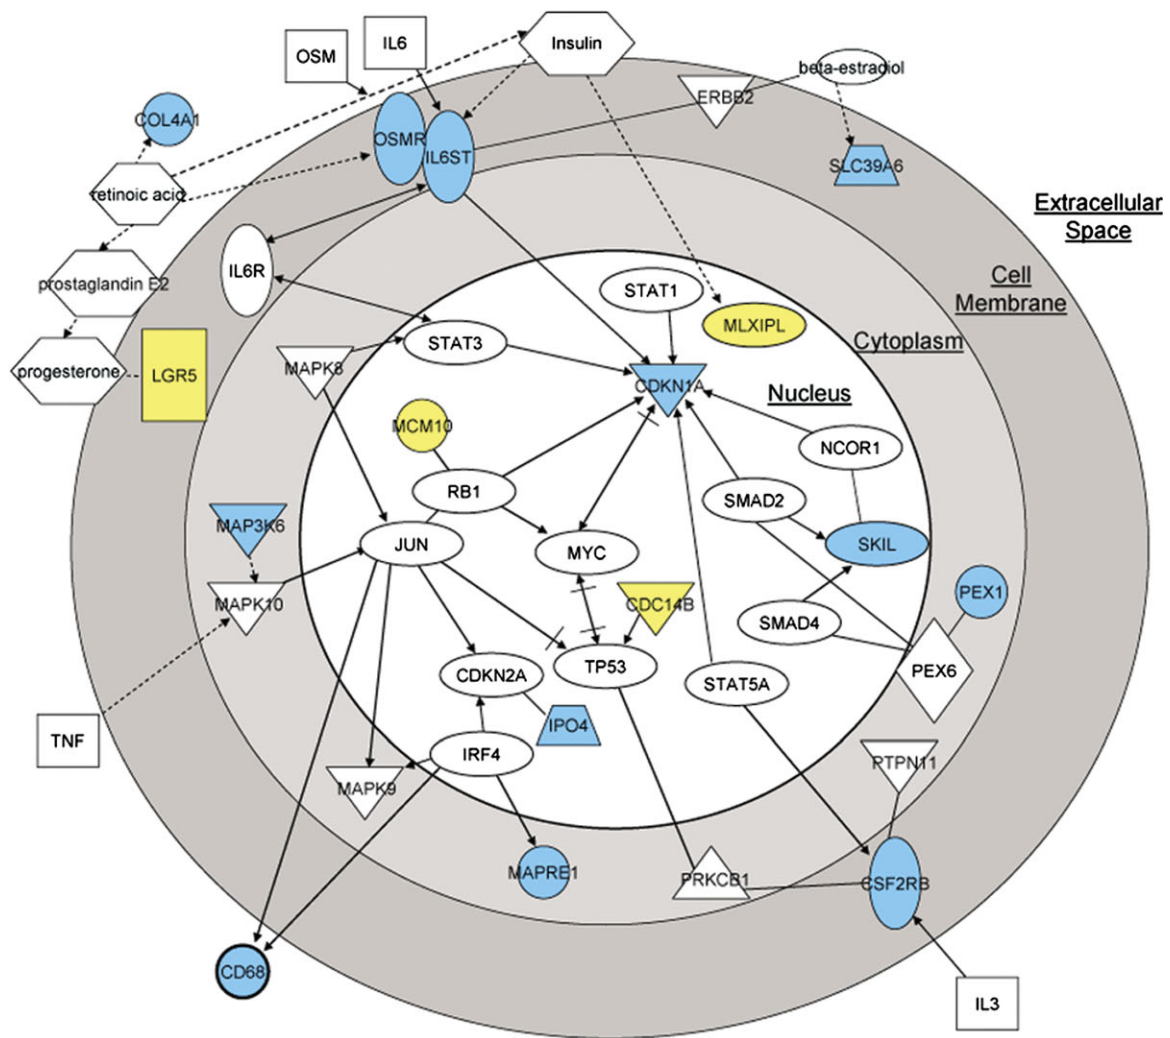 IL6
Insulin
OSM
beta-estradiol
ERBB2
COL4A1
OSMR
IL6ST
SLC39A6
retinoic acid
Extracellular
Space
IL6R
prostaglandin E2
Cell
Membrane
STAT1
MLXIPL
STAT3
Cytoplasm
progesterone
LGR5
MAPK8
CDKN1A
Nucleus
MCM10
NCOR1
RB1
SMAD2
MAP3K6
JUN
MYC
SKIL
MAPK10
CDC14B
PEX1
SMAD4
CDKN2A
TP53
PEX6
STAT5A
IPO4
TNF
IRF4
PTPN11
MAPK9
MAPRE1
PRKCB1
CSF2RB
CD68
IL3